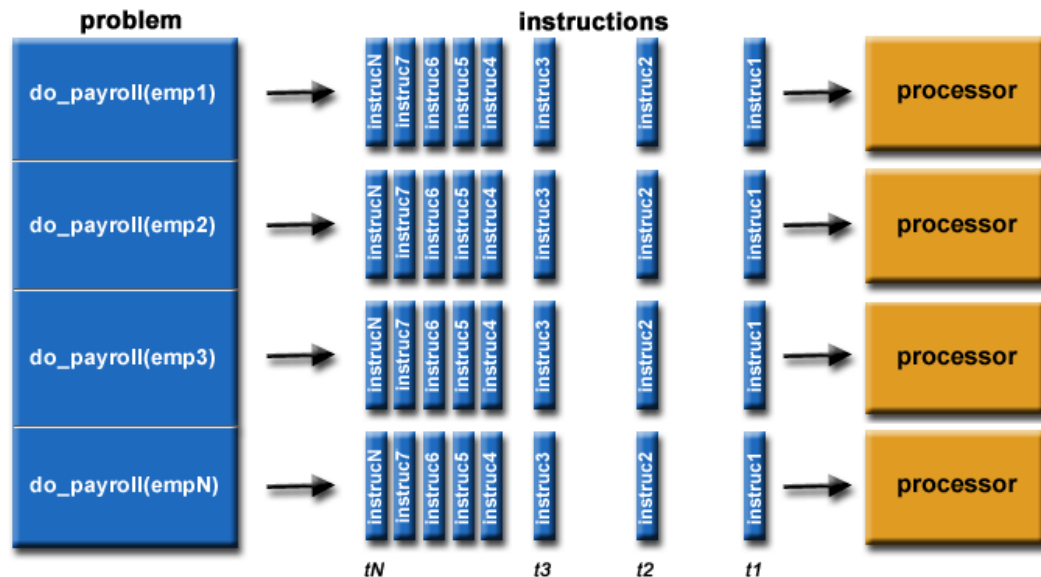 problem instructions
do_payroll(emp1) instrucN instruc7 instruc6 instruc5 instruc4 instruc3 instruc2 instruc1 processor
do_payroll(emp2) instrucN instruc7 instruc6 instruc5 instruc4 instruc3 instruc2 instruc1 processor
do_payroll(emp3) instrucN instruc7 instruc6 instruc5 instruc4 instruc3 instruc2 instruc1 processor
do_payroll(empN) instrucN instruc7 instruc6 instruc5 instruc4 instruc3 instruc2 instruc1 processor
tN t3 t2 t1